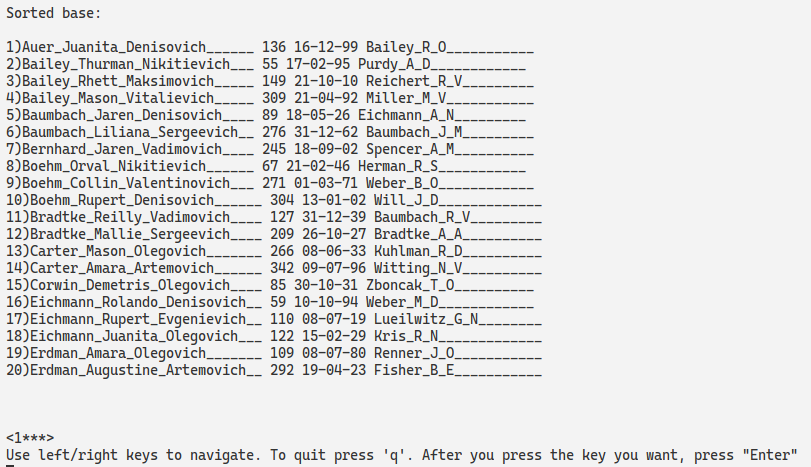 Sorted base:
1)Auer_Juanita_Denisovich______ 136 16-12-99 Bailey_R_O___________
2)Bailey_Thurman_Nikitievich___ 55 17-02-95 Purdy_A_D____________
3)Bailey_Rhett_Maksimovich_____ 149 21-10-10 Reichert_R_V_________
4)Bailey_Mason_Vitalievich_____ 309 21-04-92 Miller_M_V___________
5)Baumbach_Jaren_Denisovich____ 89 18-05-26 Eichmann_A_N_________
6)Baumbach_Liliana_Sergeevich__ 276 31-12-62 Baumbach_J_M_________
7)Bernhard_Jaren_Vadimovich____ 245 18-09-02 Spencer_A_M__________
8)Boehm_Orval_Nikitievich______ 67 21-02-46 Herman_R_S___________
9)Boehm_Collin_Valentinovich___ 271 01-03-71 Weber_B_O____________
10)Boehm_Rupert_Denisovich______ 304 13-01-02 Will_J_D_____________
11)Bradtke_Reilly_Vadimovich____ 127 31-12-39 Baumbach_R_V_________
12)Bradtke_Mallie_Sergeevich____ 209 26-10-27 Bradtke_A_A__________
13)Carter_Mason_Olegovich_______ 266 08-06-33 Kuhlman_R_D__________
14)Carter_Amara_Artemovich______ 342 09-07-96 Witting_N_V__________
15)Corwin_Demetris_Olegovich____ 85 30-10-31 Zboncak_T_O__________
16)Eichmann_Rolando_Denisovich__ 59 10-10-94 Weber_M_D____________
17)Eichmann_Rupert_Evgenievich__ 110 08-07-19 Lueilwitz_G_N________
18)Eichmann_Juanita_Olegovich___ 122 15-02-29 Kris_R_N_____________
19)Erdman_Amara_Olegovich_______ 109 08-07-80 Renner_J_O___________
20)Erdman_Augustine_Artemovich__ 292 19-04-23 Fisher_B_E___________
<1***>
Use left/right keys to navigate. To quit press 'q'. After you press the key you want, press "Enter"